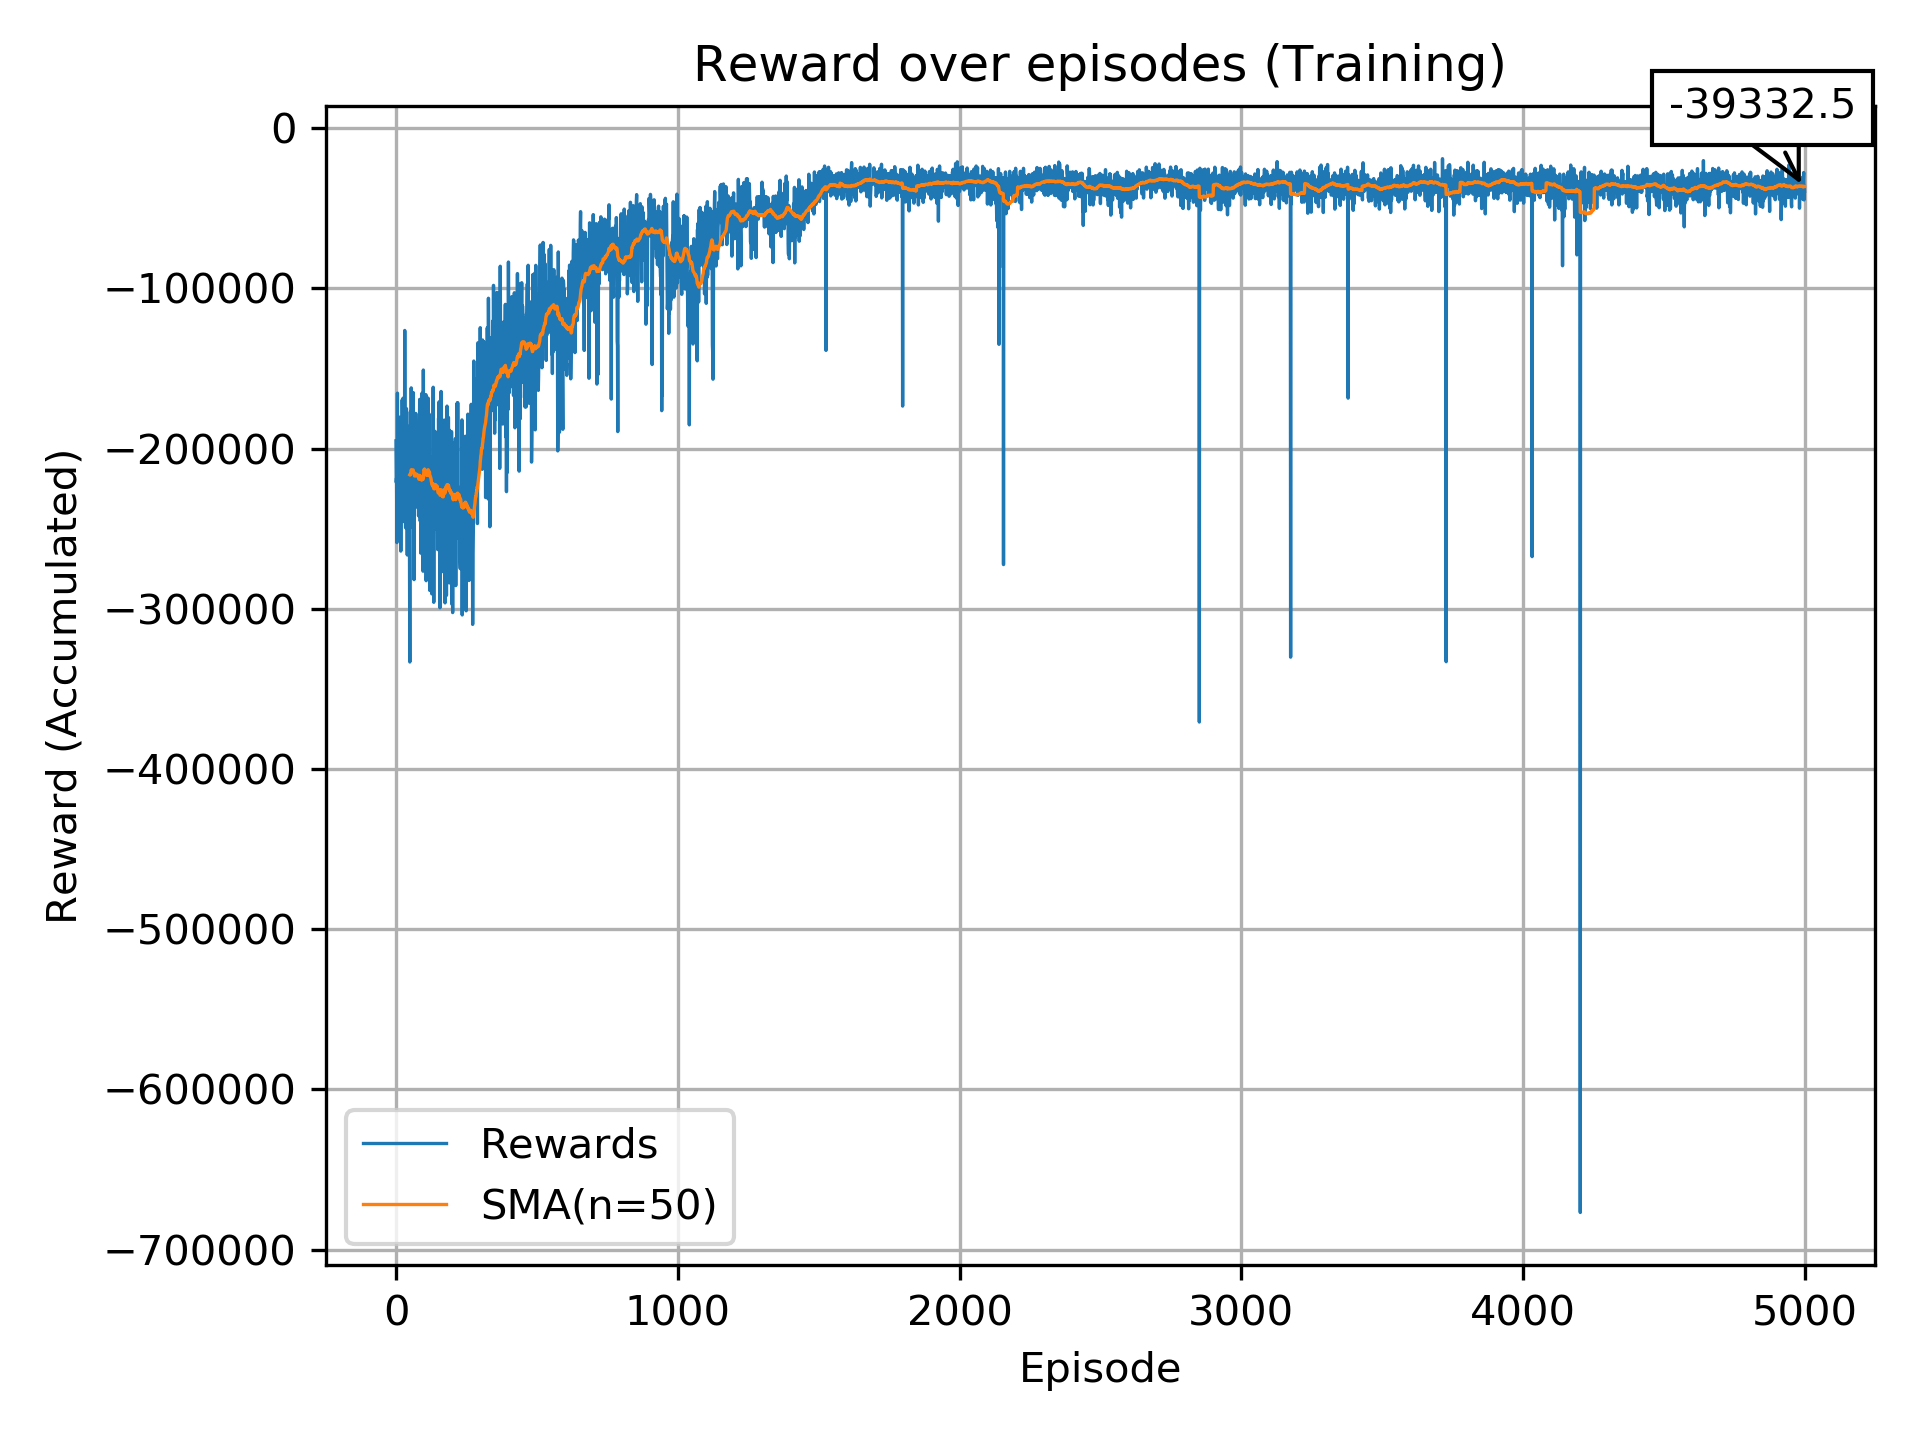 Reward over episodes (Training)
-39332.5
0
−100000
−200000
−300000
−400000
−500000
−600000
−700000
Reward (Accumulated)
Rewards
SMA(n=50)
0 1000 2000 3000 4000 5000
Episode